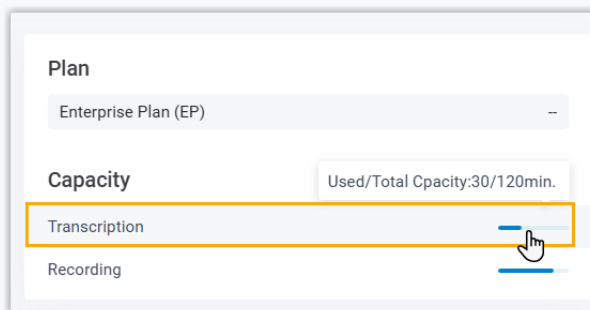 Plan
Enterprise Plan (EP) --
Capacity
Used/Total Cpacity:30/120min.
Transcription
Recording